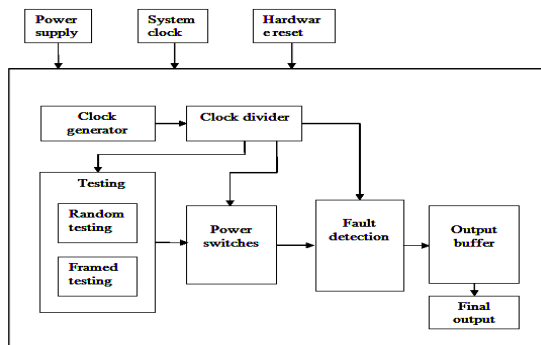 Power
supply
System
clock
Hardwar
e reset
Clock
generator
Clock divider
Testing
Random
testing
Framed
testing
Power
switches
Fault
detection
Output
buffer
Final
output